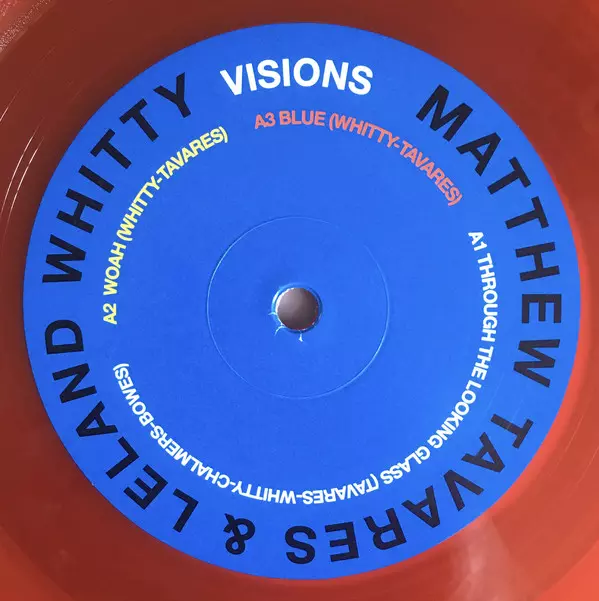 VISIONS
MATTHEW TAVARES & LELAND WHITTY
A1 THROUGH THE LOOKING GLASS (TAVARES-WHITTY-CHALMERS-BOWES)
A2 WOAH (WHITTY-TAVARES)
A3 BLUE (WHITTY-TAVARES)